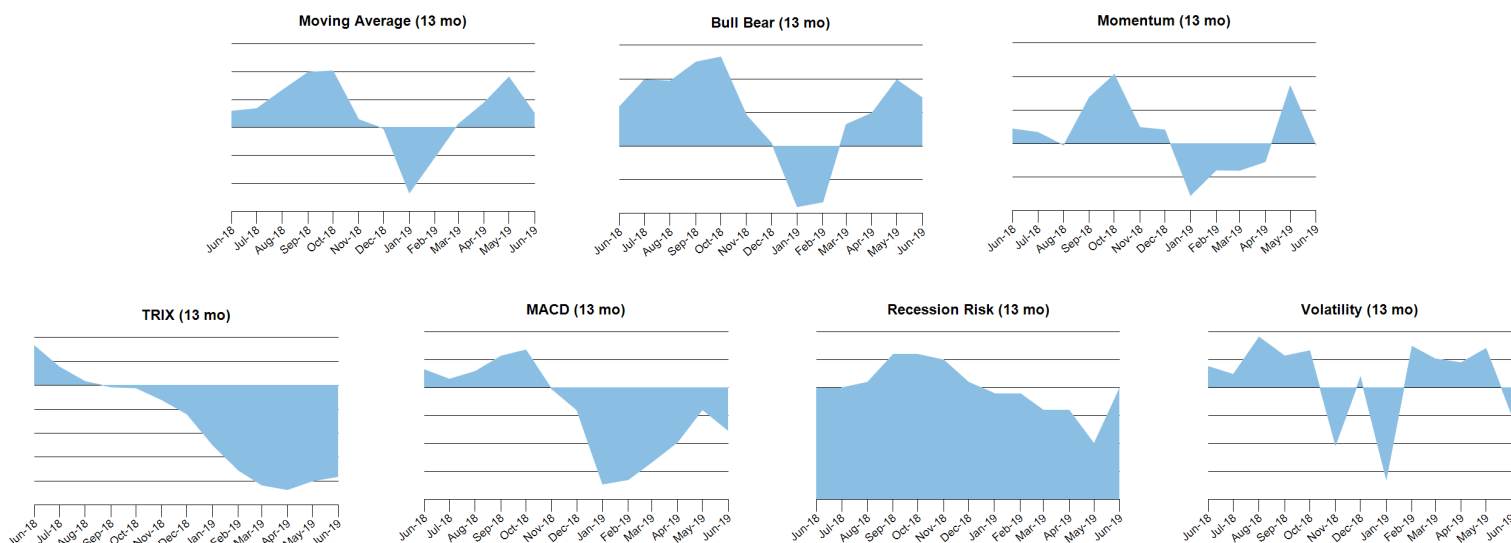 Moving Average (13 mo)
Jun-18 Jul-18 Aug-18 Sep-18 Oct-18 Nov-18 Dec-18 Jan-19 Feb-19 Mar-19 Apr-19 May-19 Jun-19
Bull Bear (13 mo)
Jun-18 Jul-18 Aug-18 Sep-18 Oct-18 Nov-18 Dec-18 Jan-19 Feb-19 Mar-19 Apr-19 May-19 Jun-19
Momentum (13 mo)
Jun-18 Jul-18 Aug-18 Sep-18 Oct-18 Nov-18 Dec-18 Jan-19 Feb-19 Mar-19 Apr-19 May-19 Jun-19
TRIX (13 mo)
Jun-18 Jul-18 Aug-18 Sep-18 Oct-18 Nov-18 Dec-18 Jan-19 Feb-19 Mar-19 Apr-19 May-19 Jun-19
MACD (13 mo)
Jun-18 Jul-18 Aug-18 Sep-18 Oct-18 Nov-18 Dec-18 Jan-19 Feb-19 Mar-19 Apr-19 May-19 Jun-19
Recession Risk (13 mo)
Jun-18 Jul-18 Aug-18 Sep-18 Oct-18 Nov-18 Dec-18 Jan-19 Feb-19 Mar-19 Apr-19 May-19 Jun-19
Volatility (13 mo)
Jun-18 Jul-18 Aug-18 Sep-18 Oct-18 Nov-18 Dec-18 Jan-19 Feb-19 Mar-19 Apr-19 May-19 Jun-19